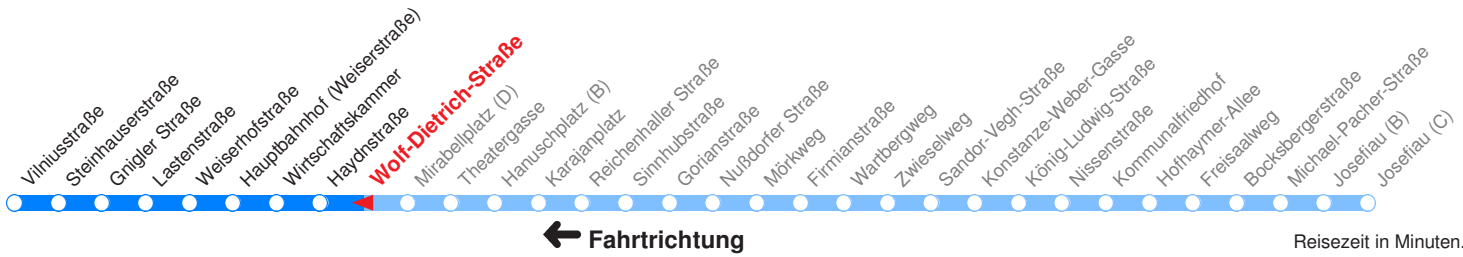 Vilniusstraße
Steinhauserstraße
Gnigler Straße
Lastenstraße
Weiserhofstraße
Hauptbahnhof (Weiserstraße)
Wirtschaftskammer
Haydnstraße
Wolf-Dietrich-Straße
Mirabellplatz (D)
Theatergasse
Hanuschplatz (B)
Karajanplatz
Reichenhaller Straße
Sinnhubstraße
Gorianstraße
Nußdorfer Straße
Mörkweg
Firmianstraße
Wartbergweg
Zwieselweg
Sandor-Vegh-Straße
Konstanze-Weber-Gasse
König-Ludwig-Straße
Nissenstraße
Kommunalfriedhof
Hofhaymer-Allee
Freisaalweg
Bocksbergerstraße
Michael-Pacher-Straße
Josefiau (B)
Josefiau (C)
Fahrtrichtung
Reisezeit in Minuten.